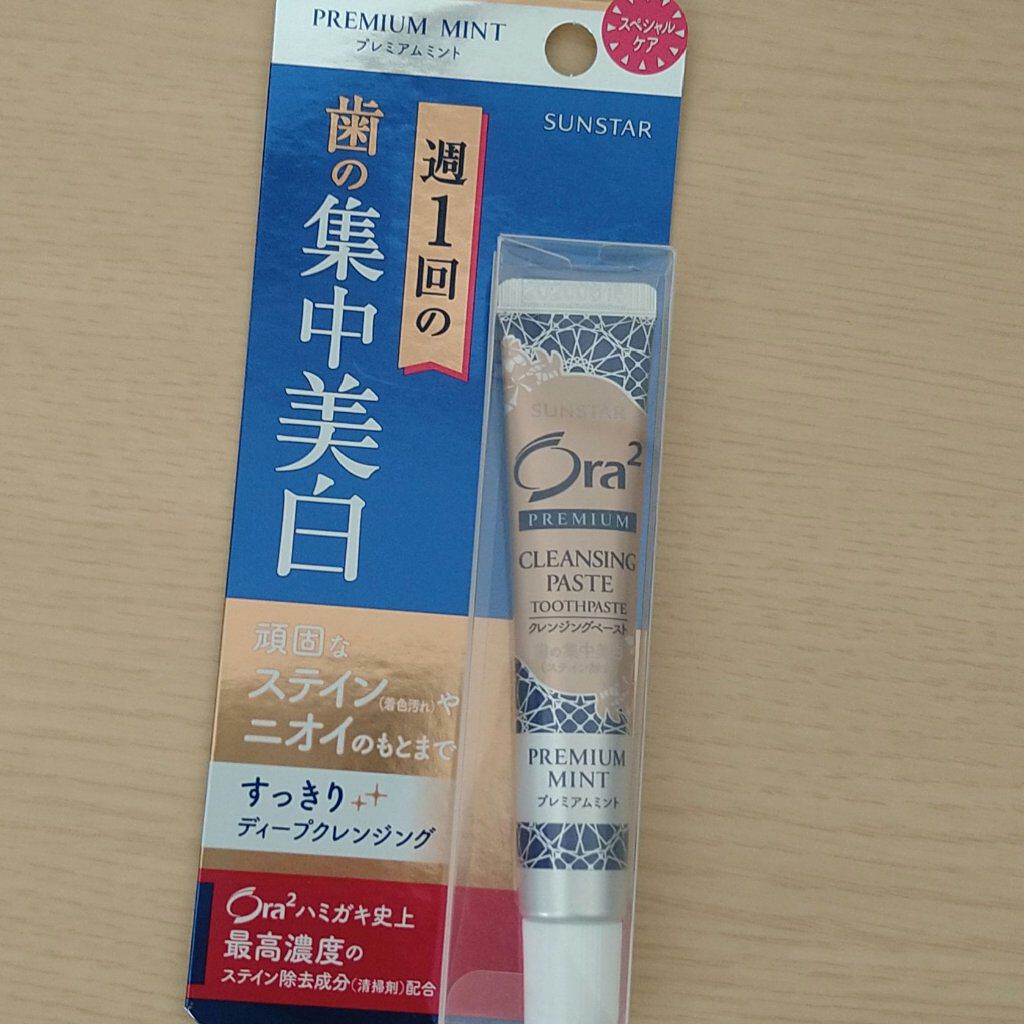 PREMIUM MINT
プレミアムミント
スペシャル
ケア
SUNSTAR
週1回の
歯の集中美白
頑固な
ステイン(着色汚れ)や
ニオイのもとまで
すっきり
ディープクレンジング
Ora²ハミガキ史上
最高濃度の
ステイン除去成分(清掃剤)配合
SUNSTAR
Ora²
PREMIUM
CLEANSING
PASTE
TOOTHPASTE
クレンジングペースト
歯の集中美白
PREMIUM
MINT
プレミアムミント